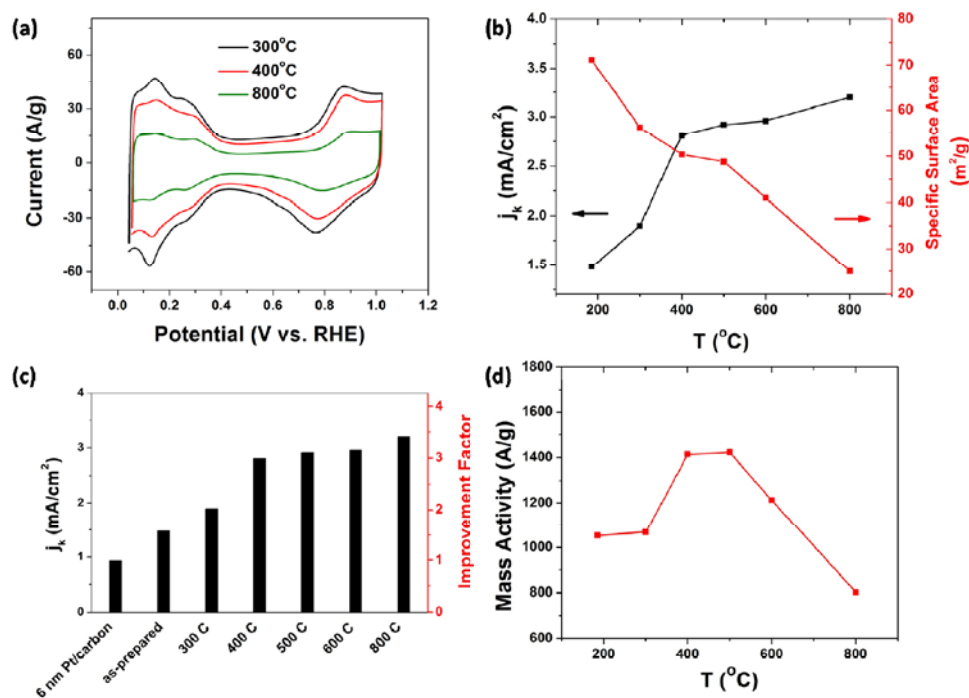 (a)
300°C
400°C
800°C
Current (A/g)
60
30
0
-30
-60
0.0 0.2 0.4 0.6 0.8 1.0 1.2
Potential (V vs. RHE)
(b)
jk (mA/cm²)
4.0
3.5
3.0
2.5
2.0
1.5
80
70
60
50
40
30
20
Specific Surface Area
(m²/g)
200 400 600 800
T (°C)
(c)
jk (mA/cm²)
4
3
2
1
0
4
3
2
1
0
Improvement Factor
6 nm Pt/carbon
as-prepared
300 C
400 C
500 C
600 C
800 C
(d)
Mass Activity (A/g)
1800
1600
1400
1200
1000
800
600
200 400 600 800
T (°C)